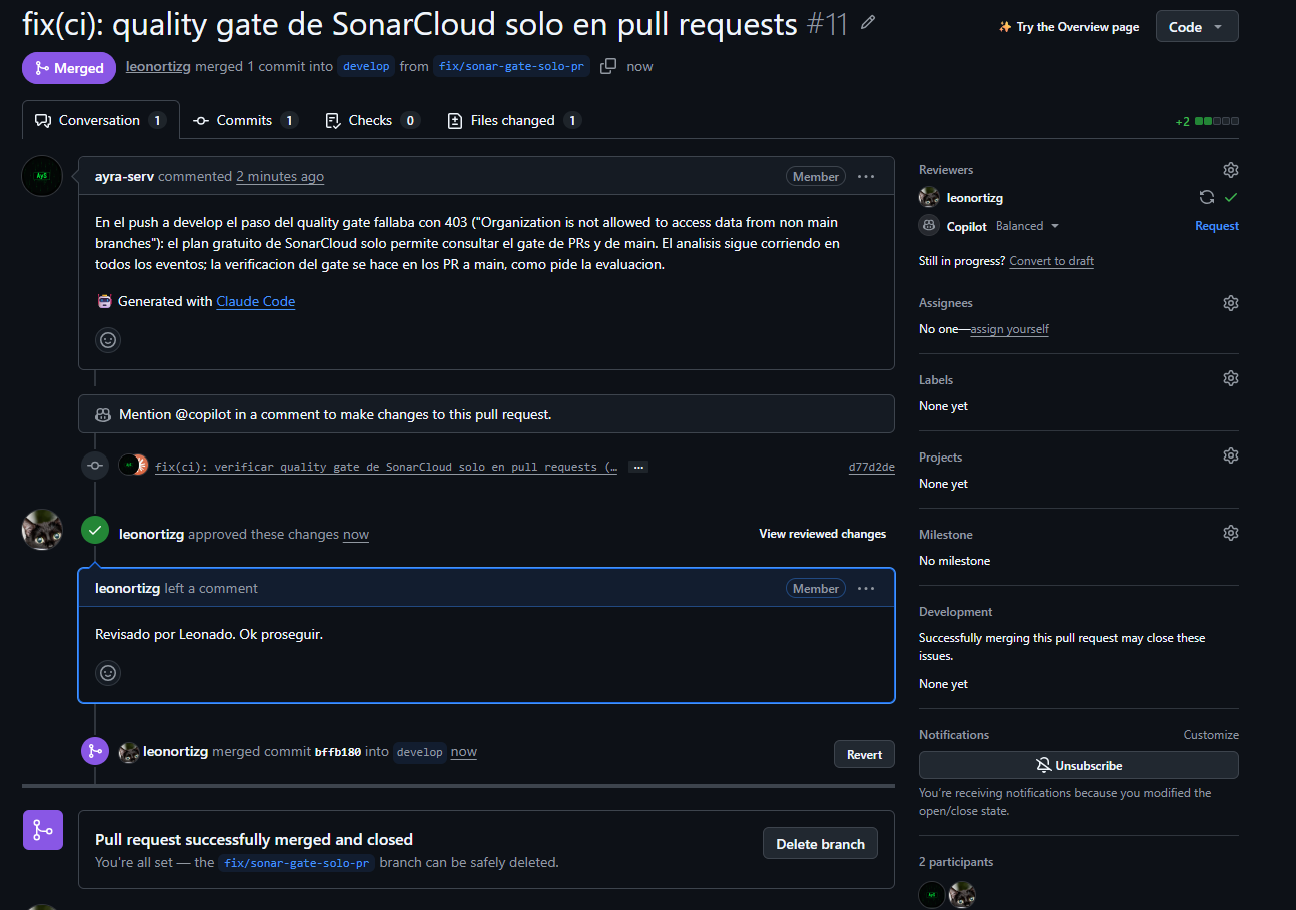 fix(ci): quality gate de SonarCloud solo en pull requests #11
Try the Overview page
Code
Merged
leonortizg merged 1 commit into develop from fix/sonar-gate-solo-pr now
Conversation 1
Commits 1
Checks 0
Files changed 1
+2
ayra-serv commented 2 minutes ago
Member
En el push a develop el paso del quality gate fallaba con 403 ("Organization is not allowed to access data from non main
branches"): el plan gratuito de SonarCloud solo permite consultar el gate de PRs y de main. El analisis sigue corriendo en
todos los eventos; la verificacion del gate se hace en los PR a main, como pide la evaluacion.
Generated with Claude Code
Mention @copilot in a comment to make changes to this pull request.
fix(ci): verificar quality gate de SonarCloud solo en pull requests (…
d77d2de
leonortizg approved these changes now
View reviewed changes
leonortizg left a comment
Member
Revisado por Leonado. Ok proseguir.
leonortizg merged commit bffb180 into develop now
Revert
Pull request successfully merged and closed
You're all set — the fix/sonar-gate-solo-pr branch can be safely deleted.
Delete branch
Reviewers
leonortizg
Copilot Balanced
Request
Still in progress? Convert to draft
Assignees
No one—assign yourself
Labels
None yet
Projects
None yet
Milestone
No milestone
Development
Successfully merging this pull request may close these
issues.
None yet
Notifications
Customize
Unsubscribe
You're receiving notifications because you modified the
open/close state.
2 participants